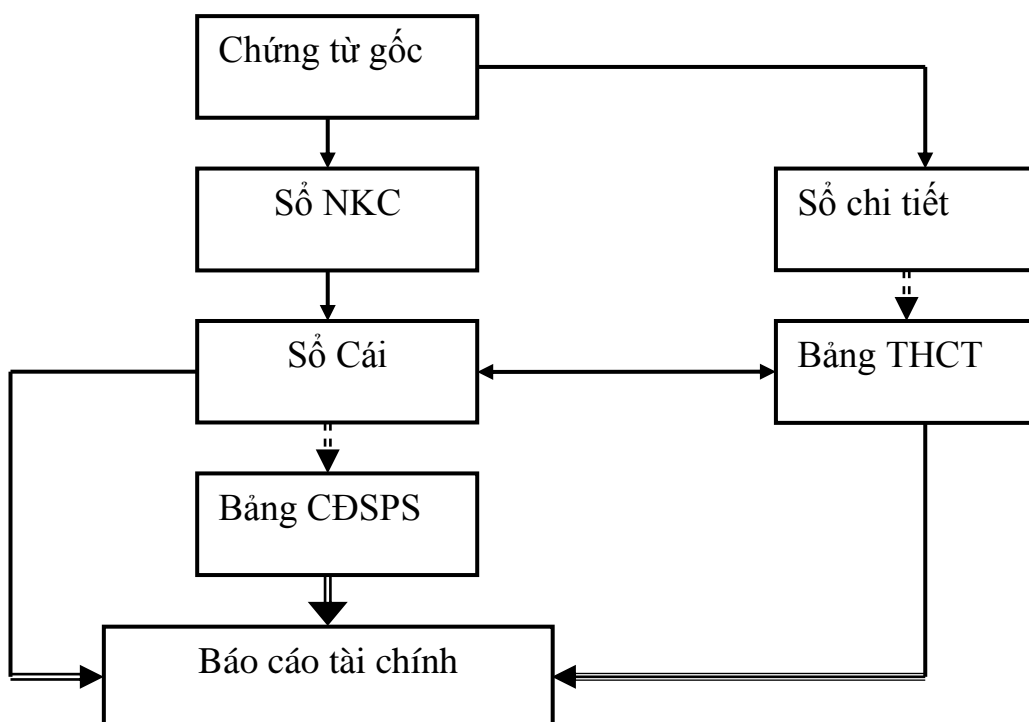 Chứng từ gốc
Sổ NKC
Sổ chi tiết
Sổ Cái
Bảng THCT
Bảng CĐSPS
Báo cáo tài chính